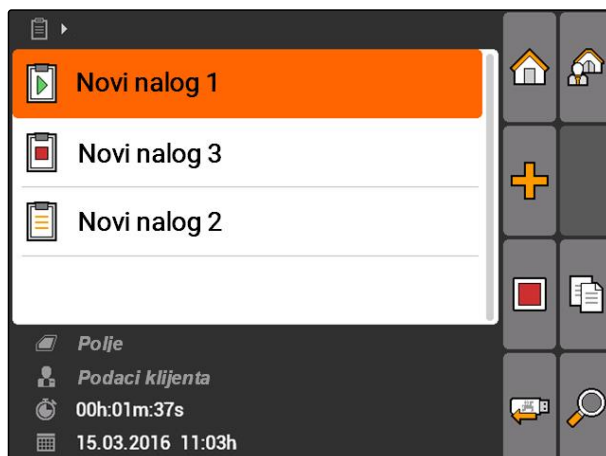 Novi nalog 1
Novi nalog 3
Novi nalog 2
Polje
Podaci klijenta
00h:01m:37s
15.03.2016 11:03h